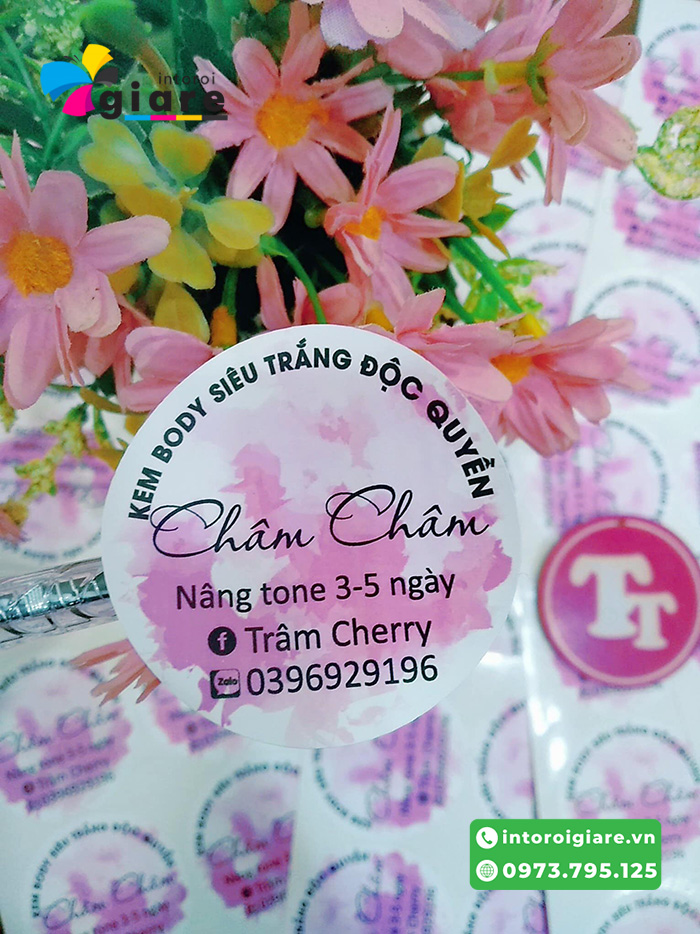 intoroi
giare
KEM BODY SIÊU TRẮNG ĐỘC QUYỀN
Châm Châm
Nâng tone 3-5 ngày
f Trâm Cherry
Zalo 0396929196
TT
intoroigiare.vn
0973.795.125